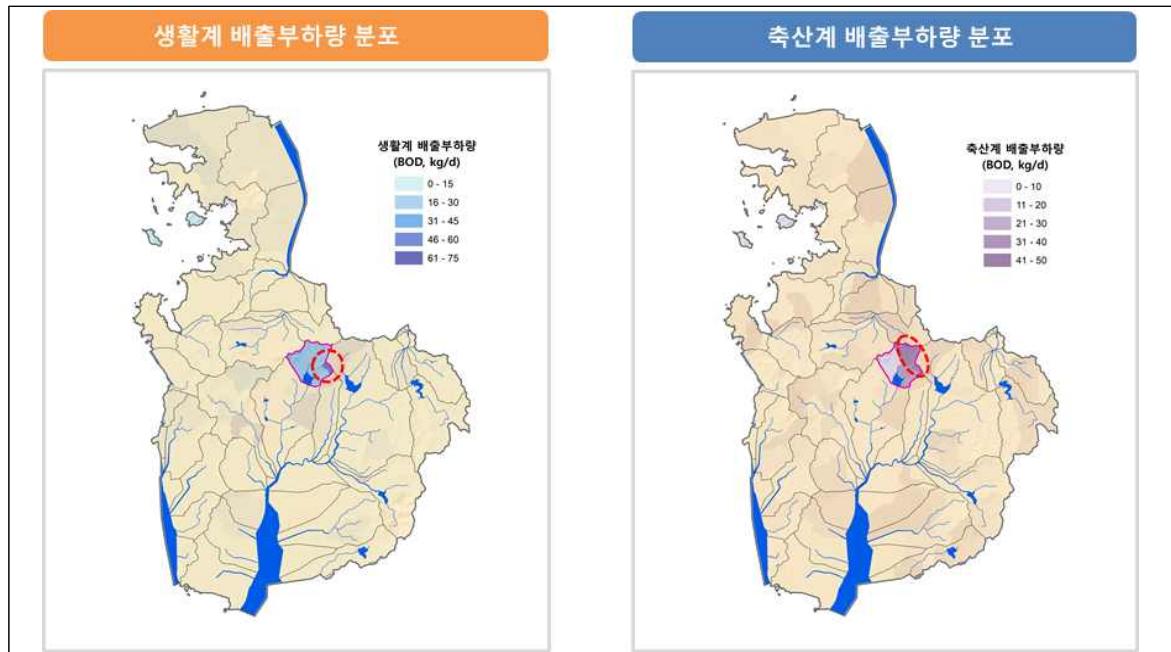 생활계 배출부하량 분포
생활계 배출부하량
(BOD, kg/d)
0 - 15
16 - 30
31 - 45
46 - 60
61 - 75
축산계 배출부하량 분포
축산계 배출부하량
(BOD, kg/d)
0 - 10
11 - 20
21 - 30
31 - 40
41 - 50